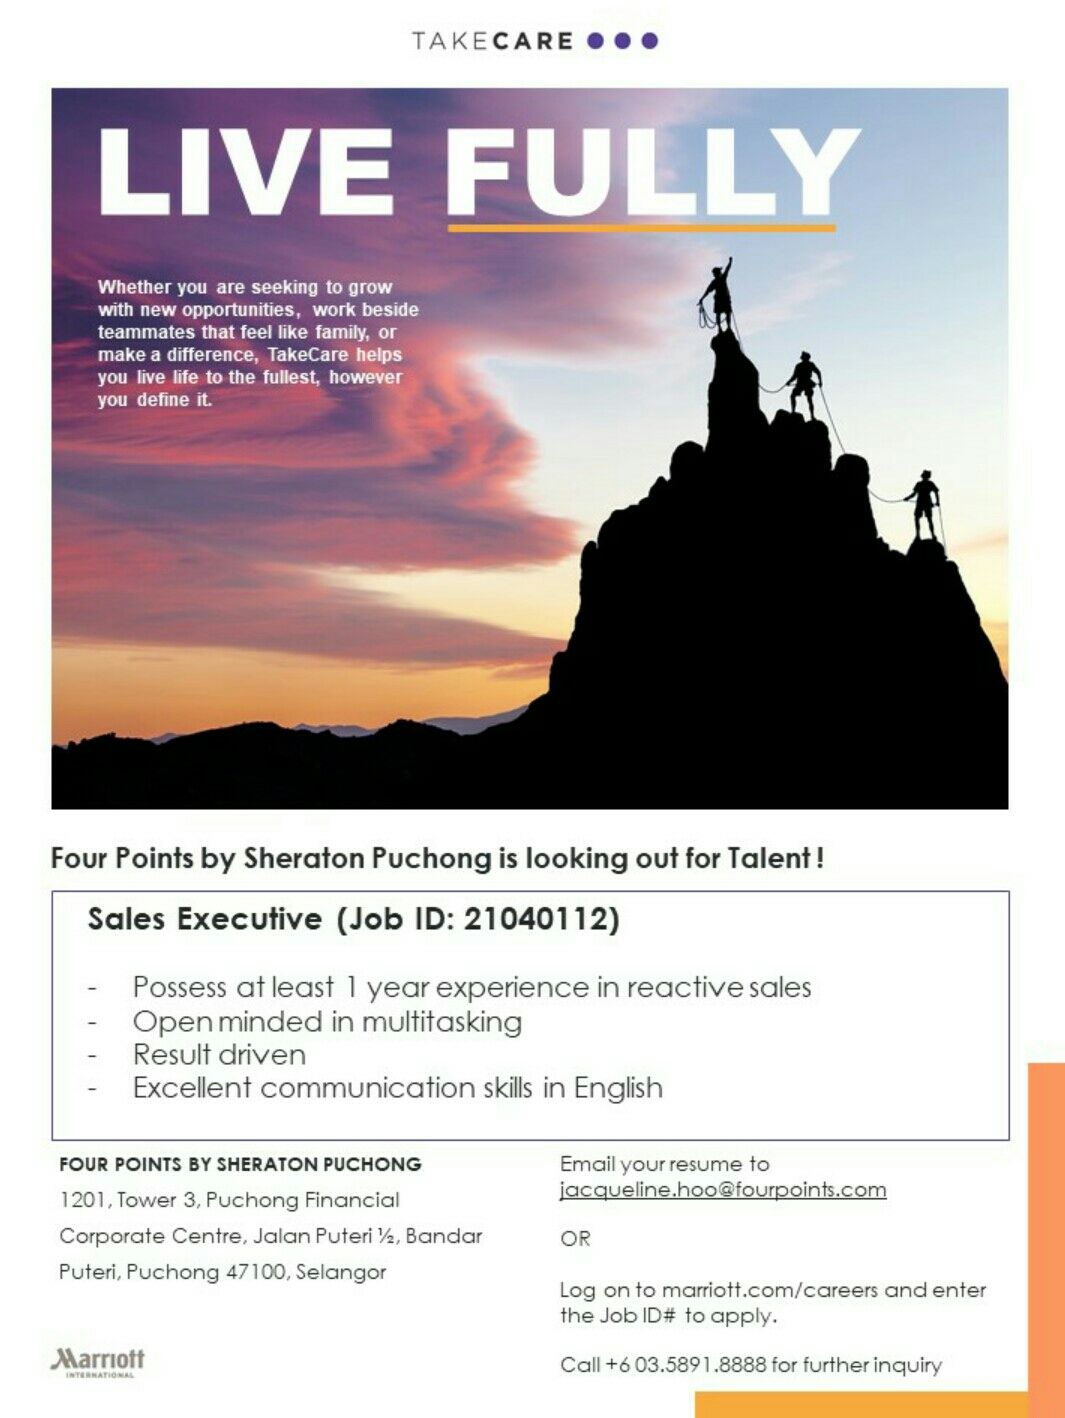 TAKECARE
LIVE FULLY
Whether you are seeking to grow
with new opportunities, work beside
teammates that feel like family, or
make a difference, TakeCare helps
you live life to the fullest, however
you define it.
Four Points by Sheraton Puchong is looking out for Talent !
Sales Executive (Job ID: 21040112)
- Possess at least 1 year experience in reactive sales
- Open minded in multitasking
- Result driven
- Excellent communication skills in English
FOUR POINTS BY SHERATON PUCHONG
1201, Tower 3, Puchong Financial
Corporate Centre, Jalan Puteri ½, Bandar
Puteri, Puchong 47100, Selangor
Marriott
INTERNATIONAL
Email your resume to
jacqueline.hoo@fourpoints.com
OR
Log on to marriott.com/careers and enter
the Job ID# to apply.
Call +6 03.5891.8888 for further inquiry